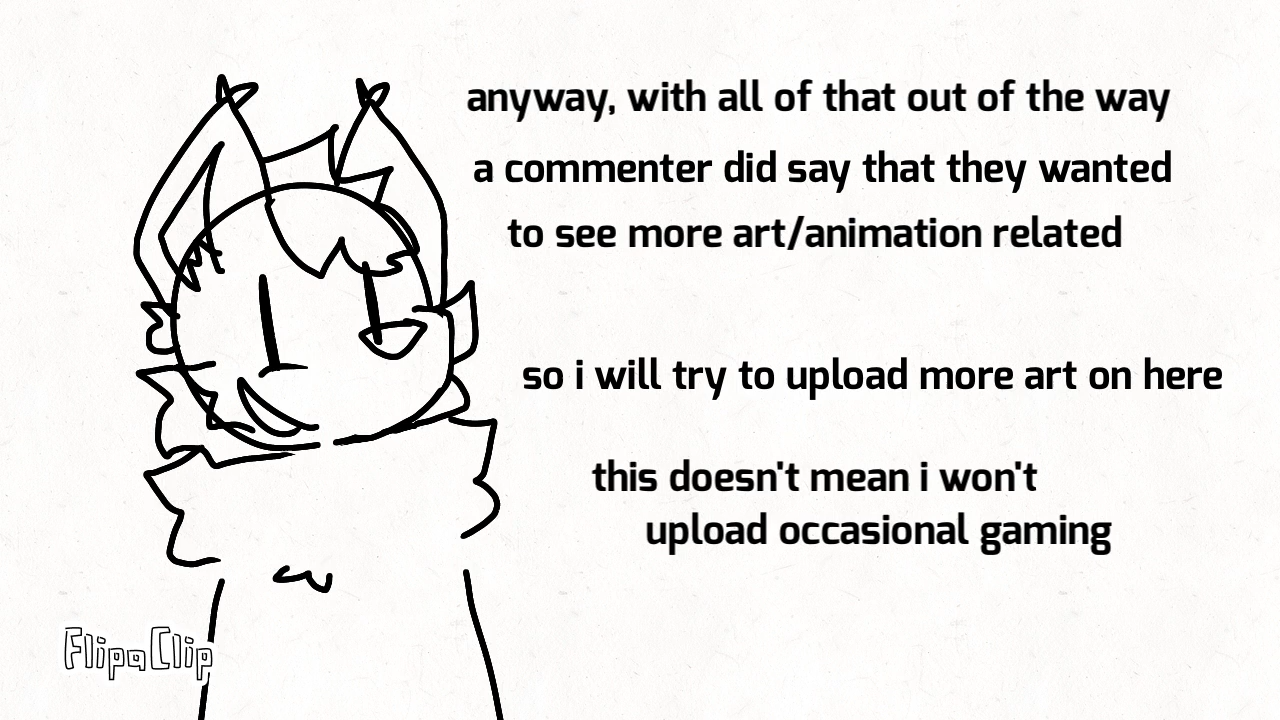 anyway, with all of that out of the way
a commenter did say that they wanted
to see more art/animation related
so i will try to upload more art on here
this doesn't mean i won't
upload occasional gaming
FlipaClip